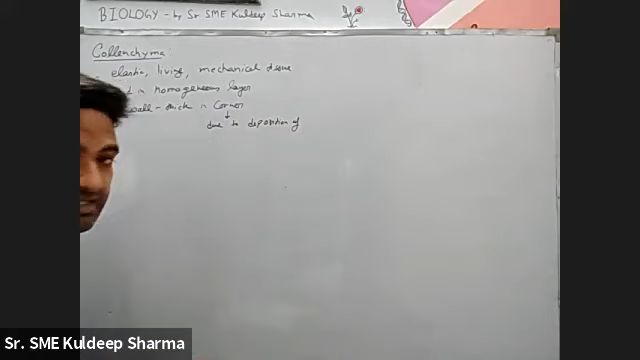 BIOLOGY - by Sr SME Kuldeep Sharma
Collenchyma:
elastic, living, mechanical tissue
in homogeneous layer
wall - thick in corner
due to deposition of
Sr. SME Kuldeep Sharma